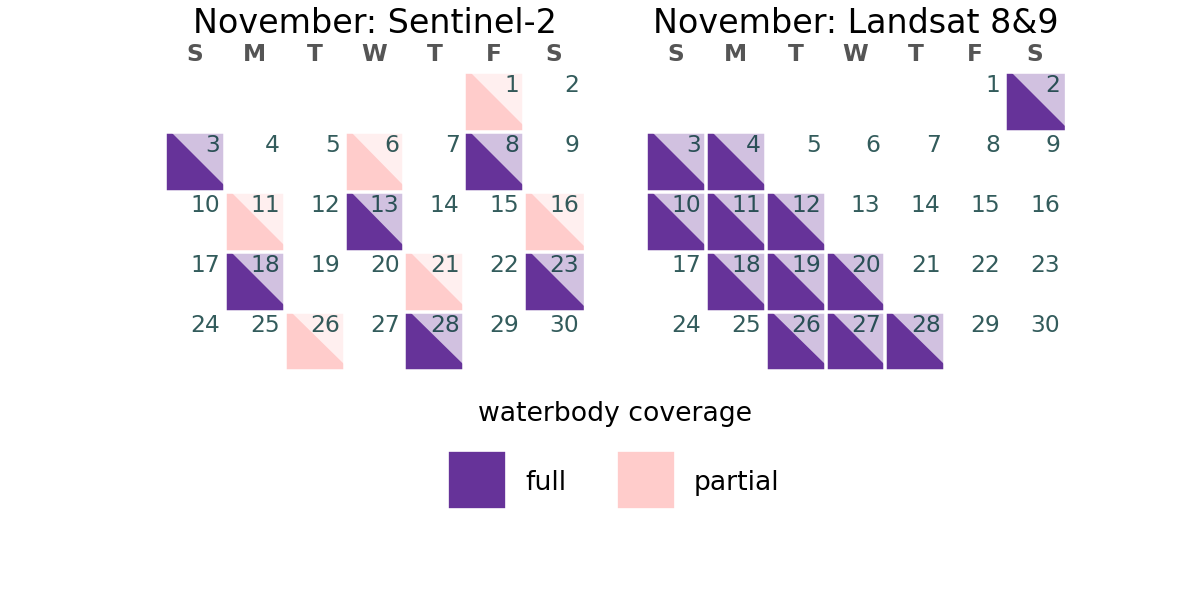 November: Sentinel-2
S M T W T F S
1 2
3 4 5 6 7 8 9
10 11 12 13 14 15 16
17 18 19 20 21 22 23
24 25 26 27 28 29 30
November: Landsat 8&9
S M T W T F S
1 2
3 4 5 6 7 8 9
10 11 12 13 14 15 16
17 18 19 20 21 22 23
24 25 26 27 28 29 30
waterbody coverage
full partial